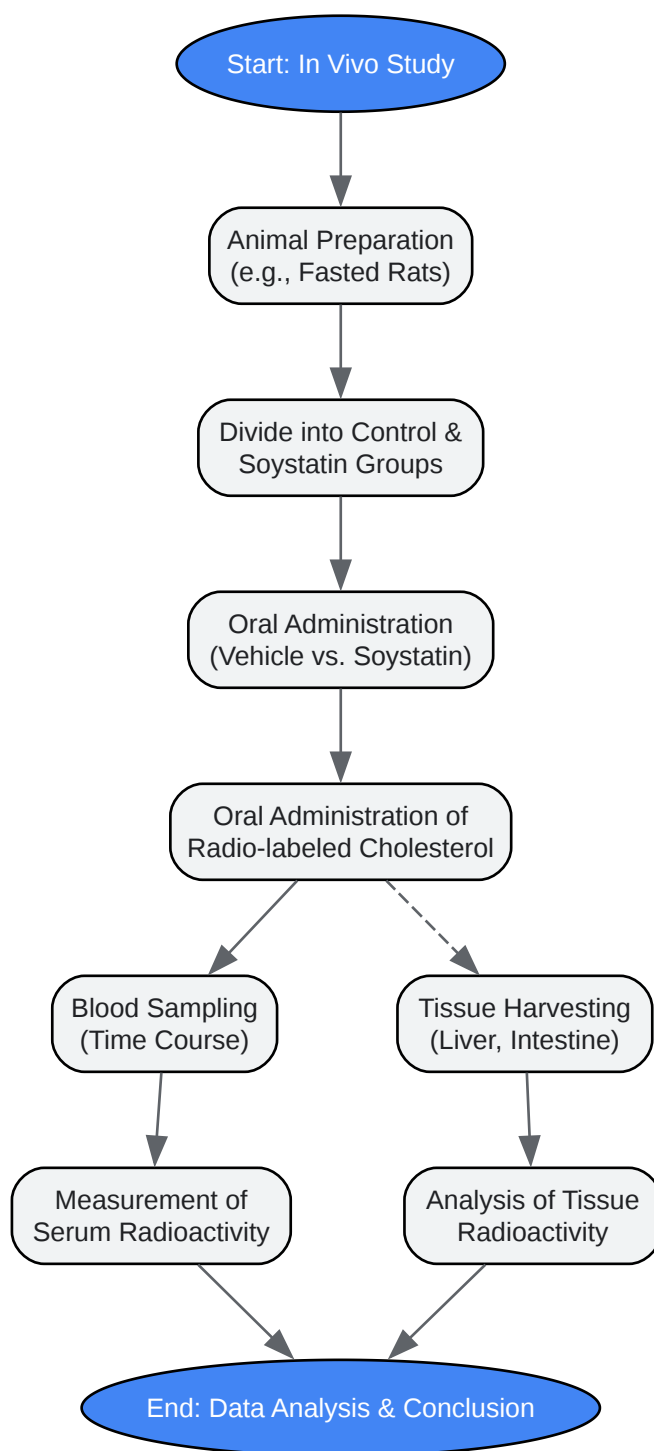 Start: In Vivo Study
Animal Preparation
(e.g., Fasted Rats)
Divide into Control &
Soystatin Groups
Oral Administration
(Vehicle vs. Soystatin)
Oral Administration of
Radio-labeled Cholesterol
Blood Sampling
(Time Course)
Tissue Harvesting
(Liver, Intestine)
Measurement of
Serum Radioactivity
Analysis of Tissue
Radioactivity
End: Data Analysis & Conclusion